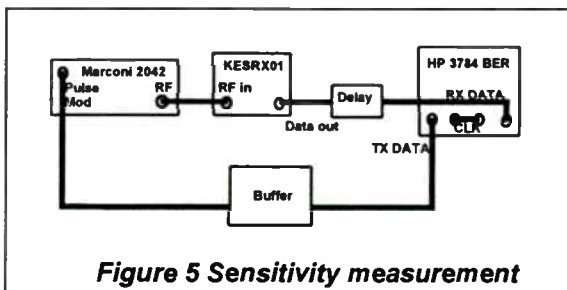 Marconi 2042
Pulse
Mod
RF
KESRX01
RF in
Data out
Delay
HP 3784 BER
RX DATA
CLK
TX DATA
Buffer
Figure 5 Sensitivity measurement